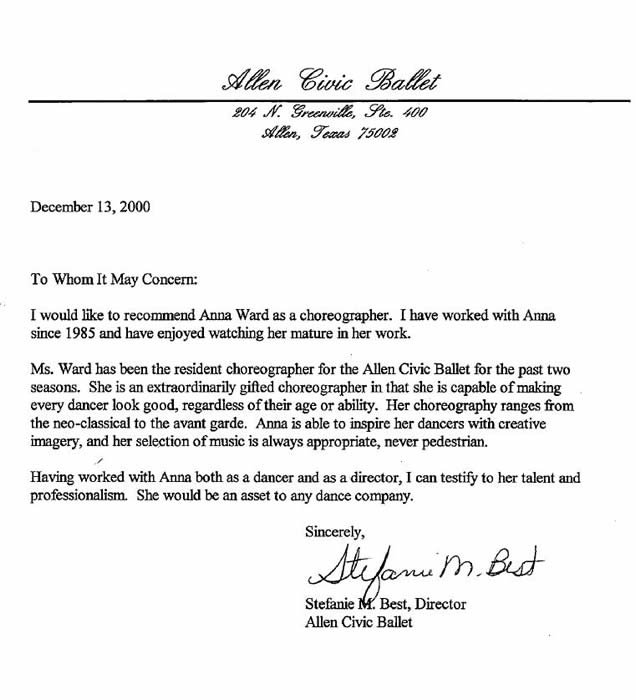 Allen Civic Ballet
204 N. Greenville, Ste. 400
Allen, Texas 75002
December 13, 2000
To Whom It May Concern:
I would like to recommend Anna Ward as a choreographer. I have worked with Anna
since 1985 and have enjoyed watching her mature in her work.
Ms. Ward has been the resident choreographer for the Allen Civic Ballet for the past two
seasons. She is an extraordinarily gifted choreographer in that she is capable of making
every dancer look good, regardless of their age or ability. Her choreography ranges from
the neo-classical to the avant garde. Anna is able to inspire her dancers with creative
imagery, and her selection of music is always appropriate, never pedestrian.
Having worked with Anna both as a dancer and as a director, I can testify to her talent and
professionalism. She would be an asset to any dance company.
Sincerely,
Stefanie M. Best
Stefanie M. Best, Director
Allen Civic Ballet